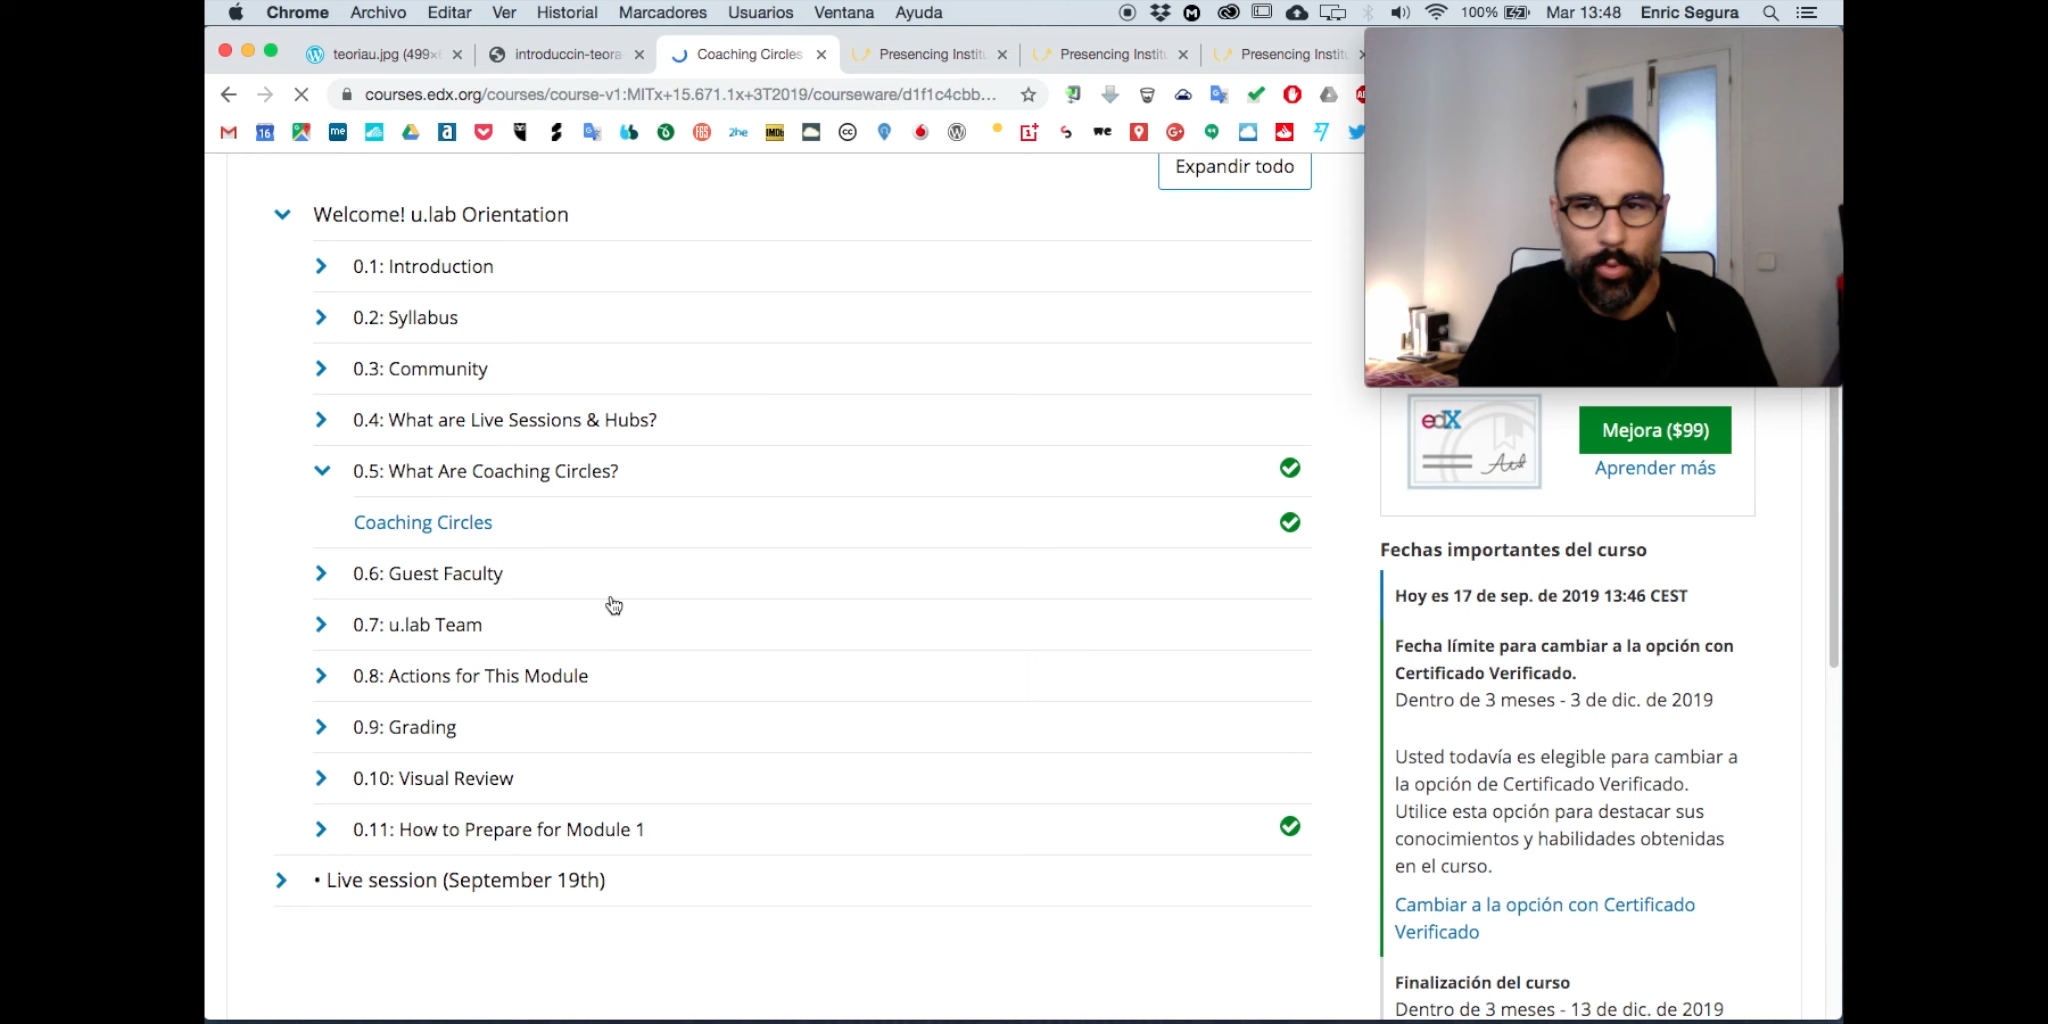 Chrome Archivo Editar Ver Historial Marcadores Usuarios Ventana Ayuda 100% Mar 13:48 Enric Segura
teoriau.jpg (499× introduccin-teora- Coaching Circles Presencing Institu Presencing Institu Presencing Institu
courses.edx.org/courses/course-v1:MITx+15.671.1x+3T2019/courseware/d1f1c4cbb...
Expandir todo
Welcome! u.lab Orientation
0.1: Introduction
0.2: Syllabus
0.3: Community
0.4: What are Live Sessions & Hubs?
0.5: What Are Coaching Circles?
Coaching Circles
0.6: Guest Faculty
0.7: u.lab Team
0.8: Actions for This Module
0.9: Grading
0.10: Visual Review
0.11: How to Prepare for Module 1
• Live session (September 19th)
edX
Mejora ($99)
Aprender más
Fechas importantes del curso
Hoy es 17 de sep. de 2019 13:46 CEST
Fecha límite para cambiar a la opción con
Certificado Verificado.
Dentro de 3 meses - 3 de dic. de 2019
Usted todavía es elegible para cambiar a
la opción de Certificado Verificado.
Utilice esta opción para destacar sus
conocimientos y habilidades obtenidas
en el curso.
Cambiar a la opción con Certificado
Verificado
Finalización del curso
Dentro de 3 meses - 13 de dic. de 2019